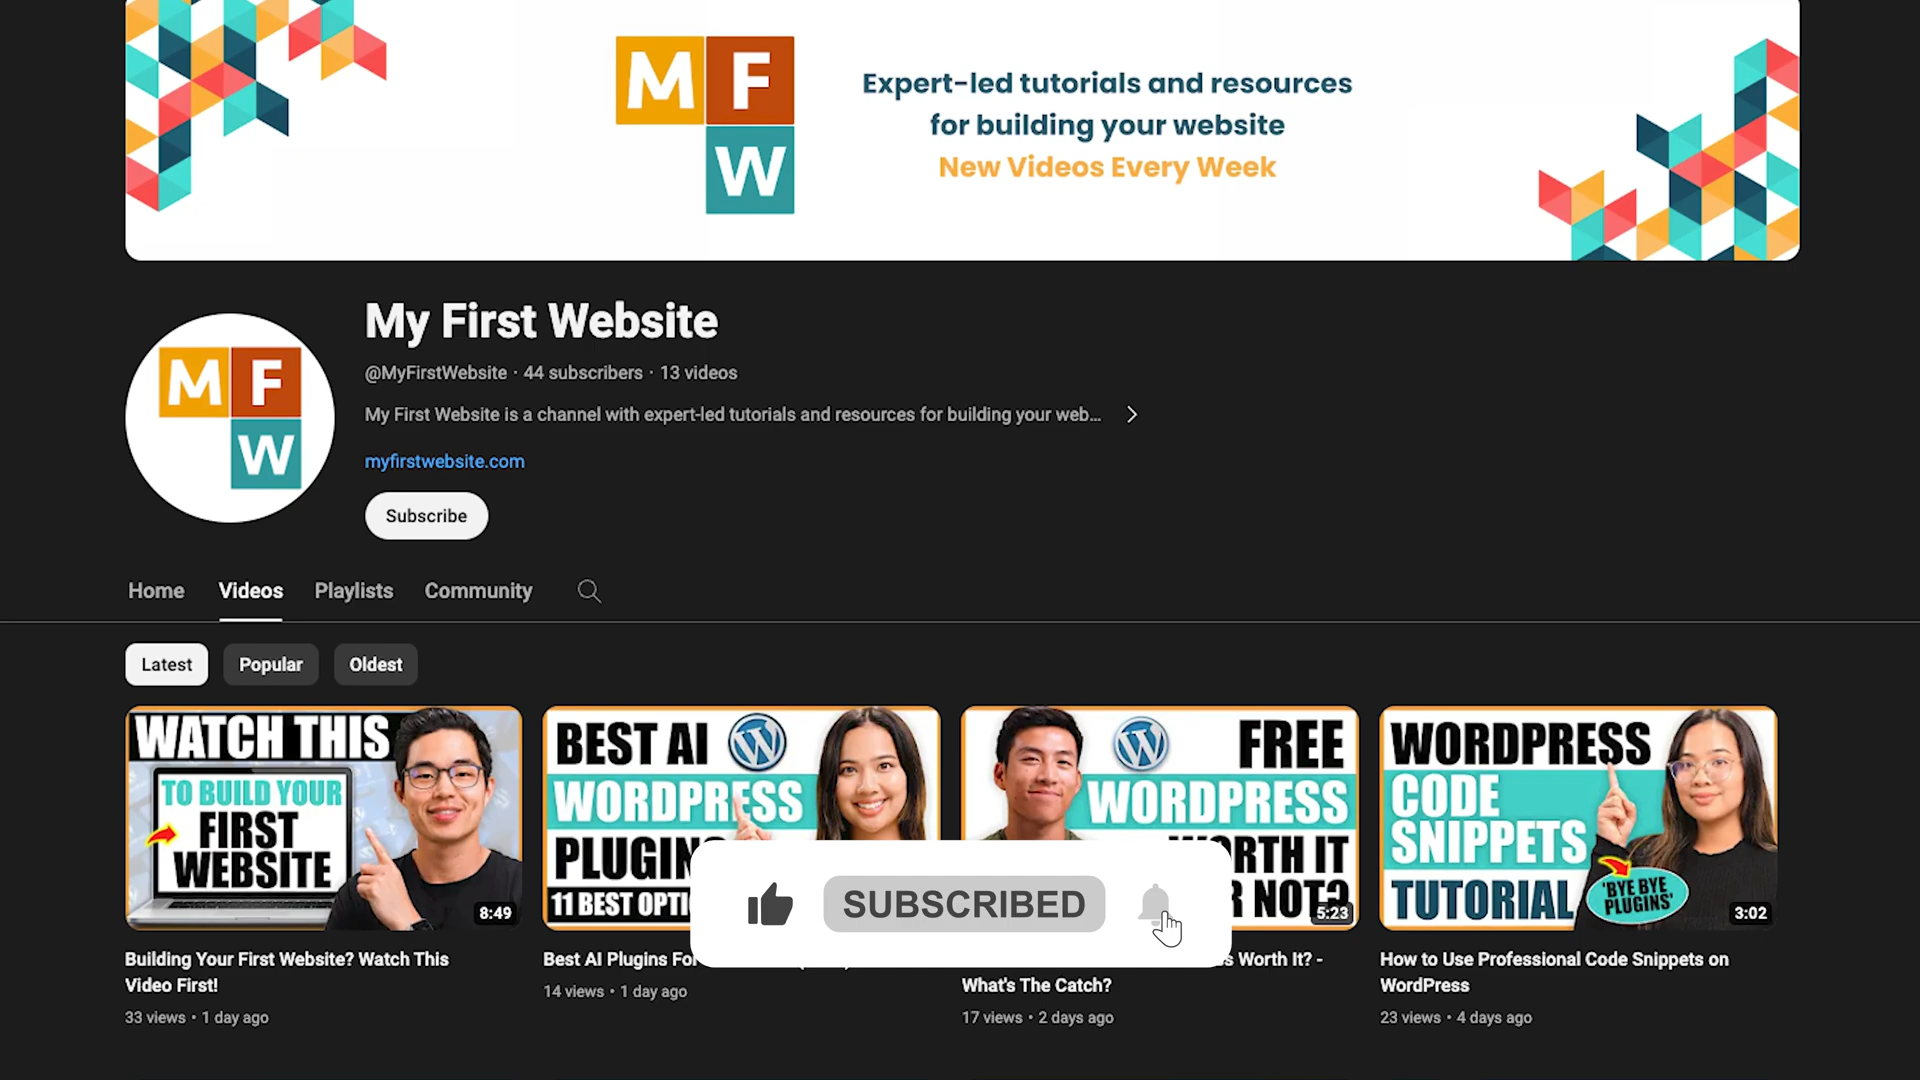 M F
W
Expert-led tutorials and resources
for building your website
New Videos Every Week
M F
W
My First Website
@MyFirstWebsite · 44 subscribers · 13 videos
My First Website is a channel with expert-led tutorials and resources for building your web...
myfirstwebsite.com
Subscribe
Home Videos Playlists Community
Latest Popular Oldest
WATCH THIS
TO BUILD YOUR
FIRST
WEBSITE
8:49
BEST AI W
WORDPRESS
PLUGIN
11 BEST OPTI
W FREE
WORDPRESS
WORTH IT
R NOT?
5:23
WORDPRESS
CODE
SNIPPETS
TUTORIAL
'BYE BYE
PLUGINS'
3:02
SUBSCRIBED
Building Your First Website? Watch This
Video First!
33 views • 1 day ago
Best AI Plugins For
14 views • 1 day ago
s Worth It? -
What's The Catch?
17 views • 2 days ago
How to Use Professional Code Snippets on
WordPress
23 views • 4 days ago